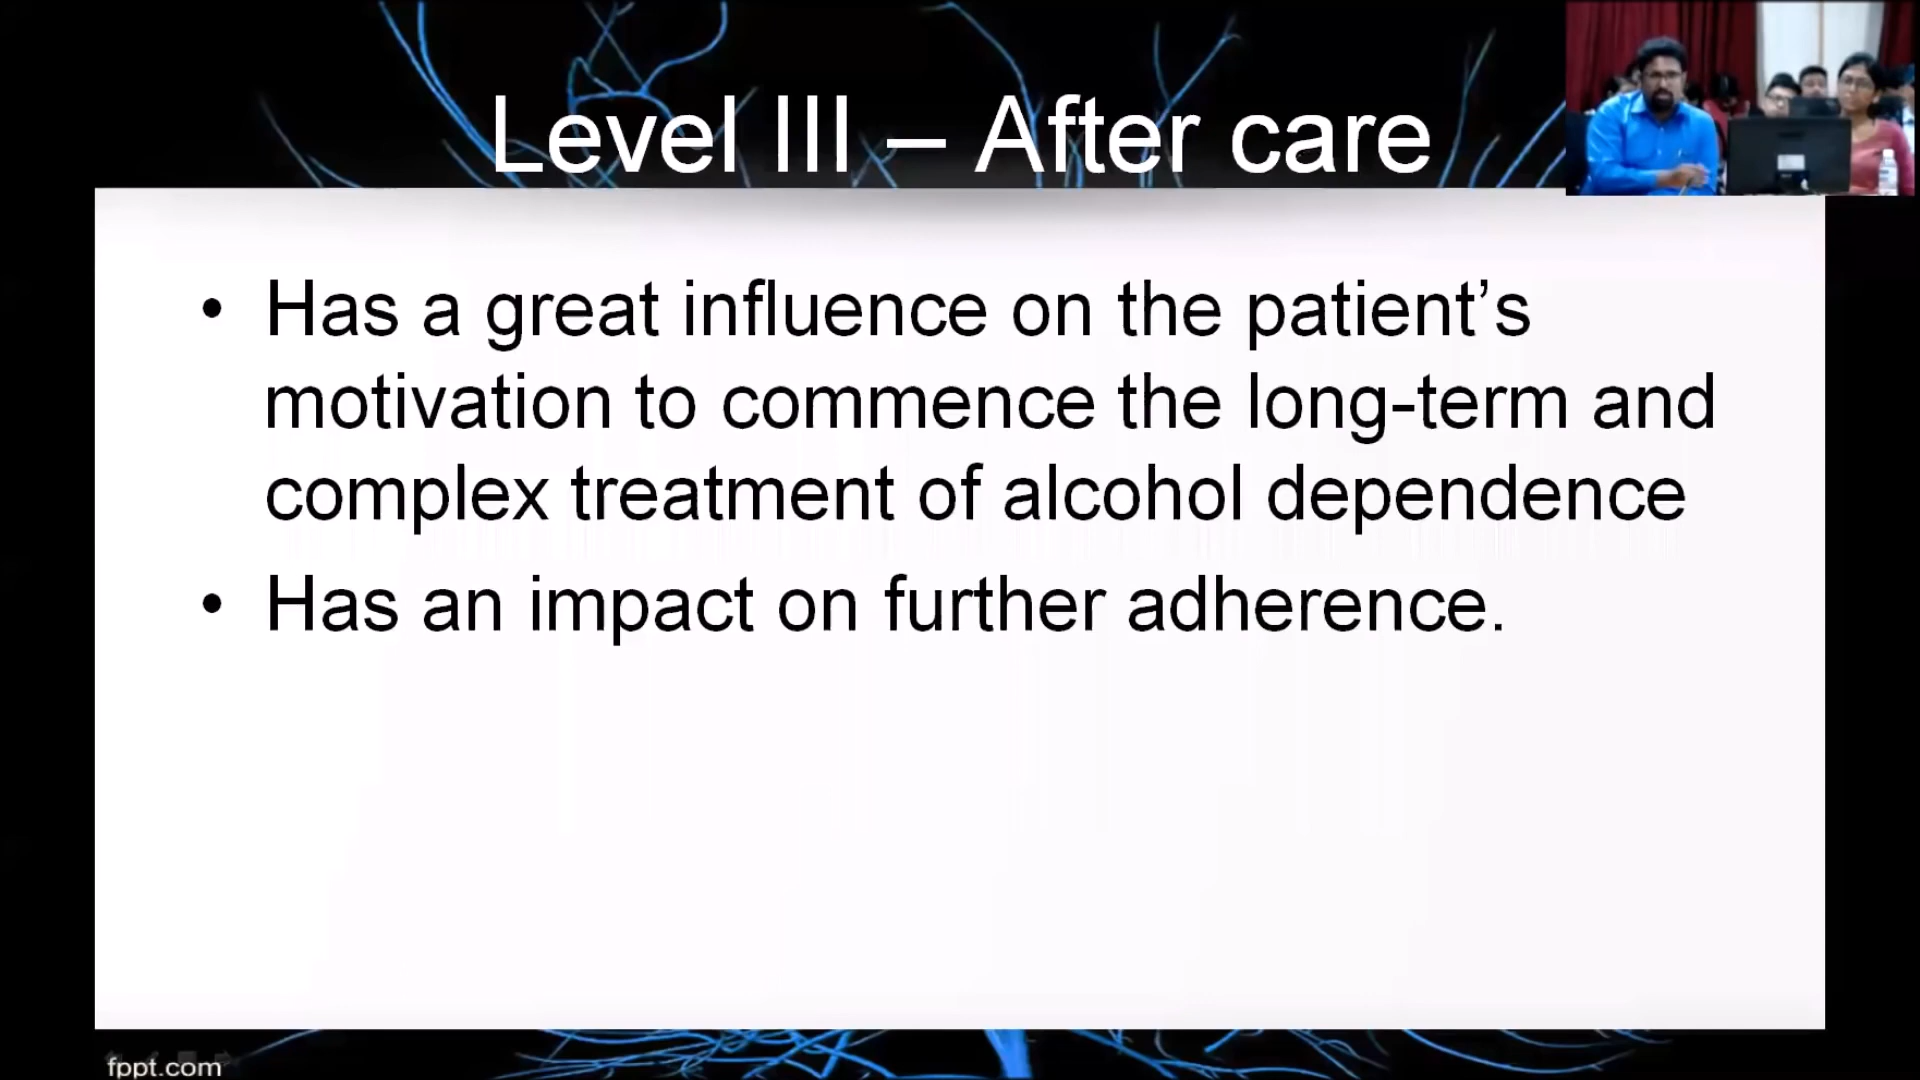 Level III – After care
• Has a great influence on the patient’s
motivation to commence the long-term and
complex treatment of alcohol dependence
• Has an impact on further adherence.
fppt.com